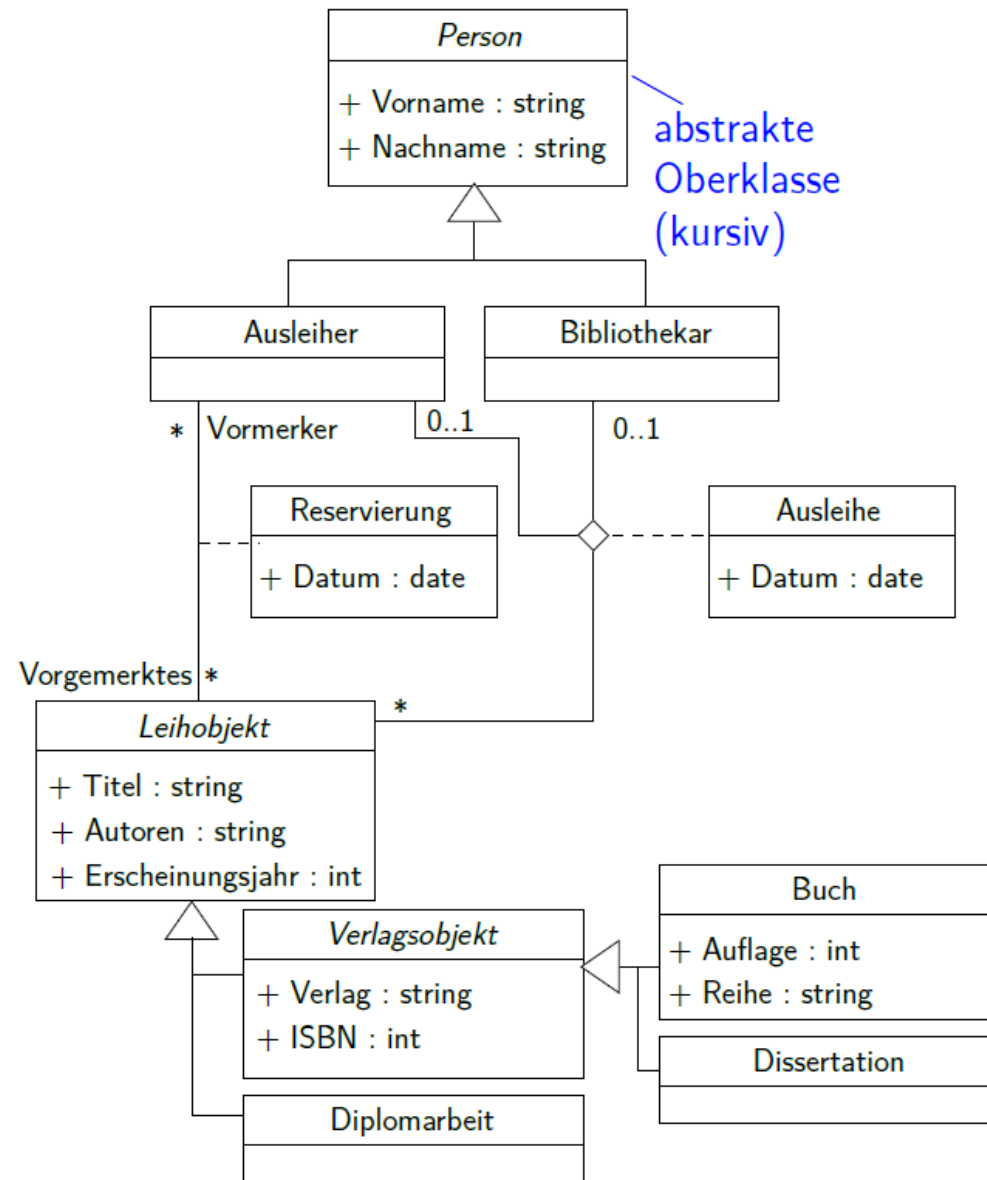 Person
+ Vorname : string
+ Nachname : string
abstrakte
Oberklasse
(kursiv)
Ausleiher
Bibliothekar
* Vormerker
0..1
0..1
Reservierung
+ Datum : date
Ausleihe
+ Datum : date
Vorgemerktes *
*
Leihobjekt
+ Titel : string
+ Autoren : string
+ Erscheinungsjahr : int
Verlagsobjekt
+ Verlag : string
+ ISBN : int
Buch
+ Auflage : int
+ Reihe : string
Dissertation
Diplomarbeit